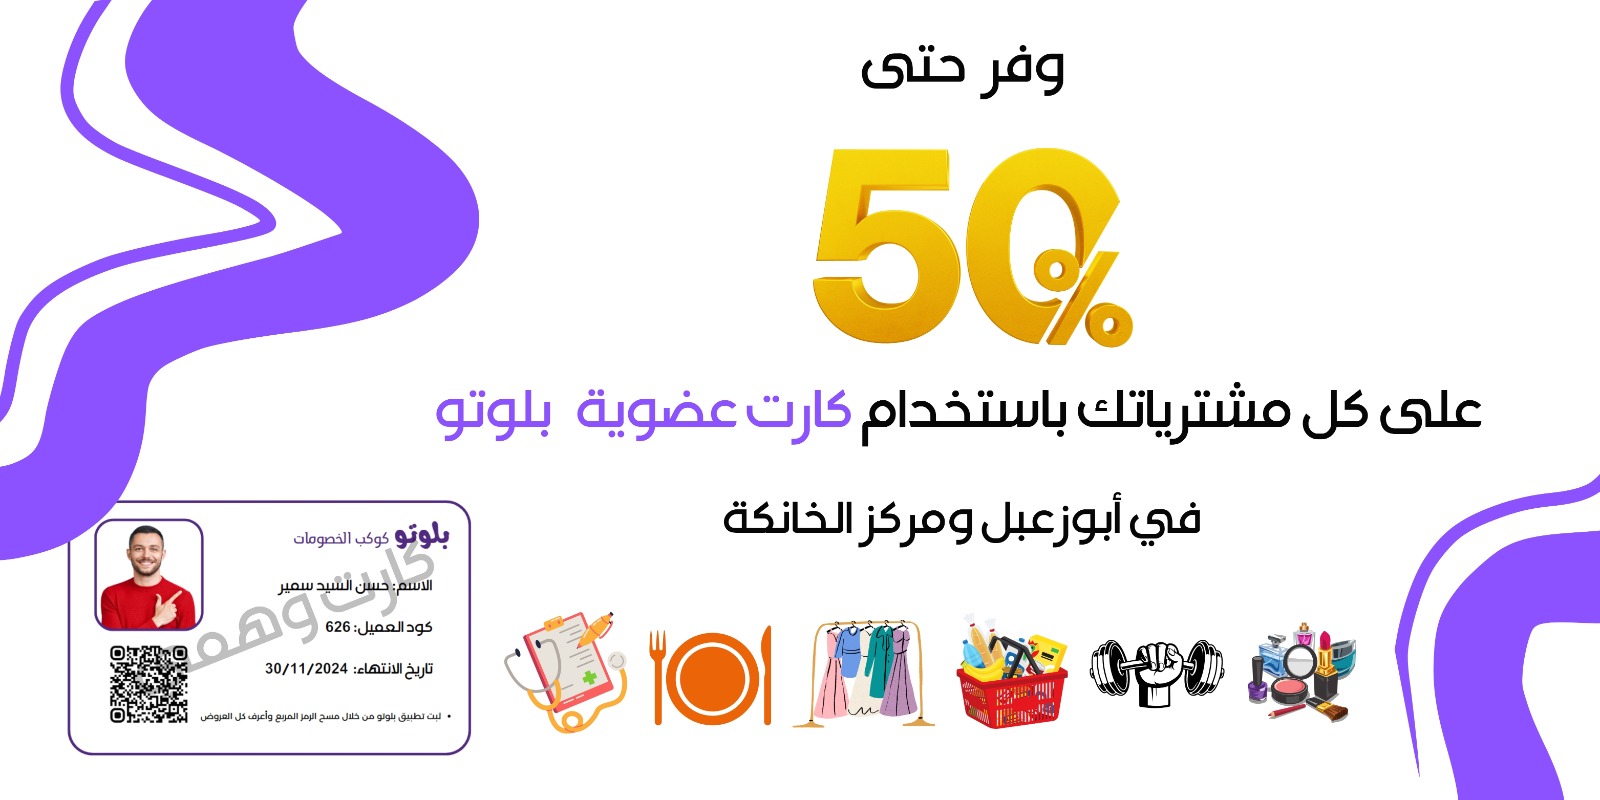 وفر حتى
50%
على كل مشترياتك باستخدام كارت عضوية بلوتو
في أبوزعبل ومركز الخانكة
بلوتو كوكب الخصومات
كارت وهمي
الاسم: حسن السيد سمير
كود العميل: 626
تاريخ الانتهاء: 30/11/2024
• ثبت تطبيق بلوتو من خلال مسح الرمز المربع وأعرف كل العروض